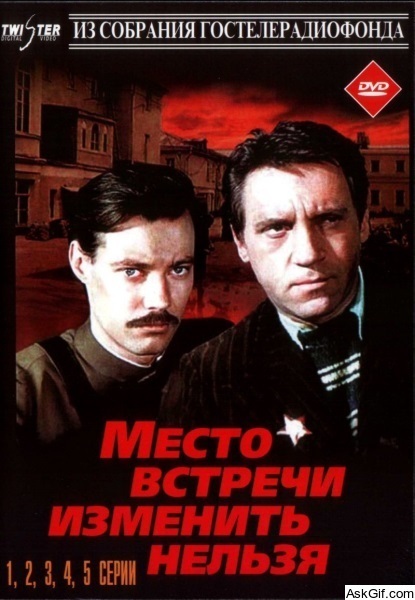 TWISTER
DIGITAL VIDEO
ИЗ СОБРАНИЯ ГОСТЕЛЕРАДИОФОНДА
DVD
МЕСТО
ВСТРЕЧИ
ИЗМЕНИТЬ
НЕЛЬЗЯ
1, 2, 3, 4, 5 СЕРИИ
AskGif.com